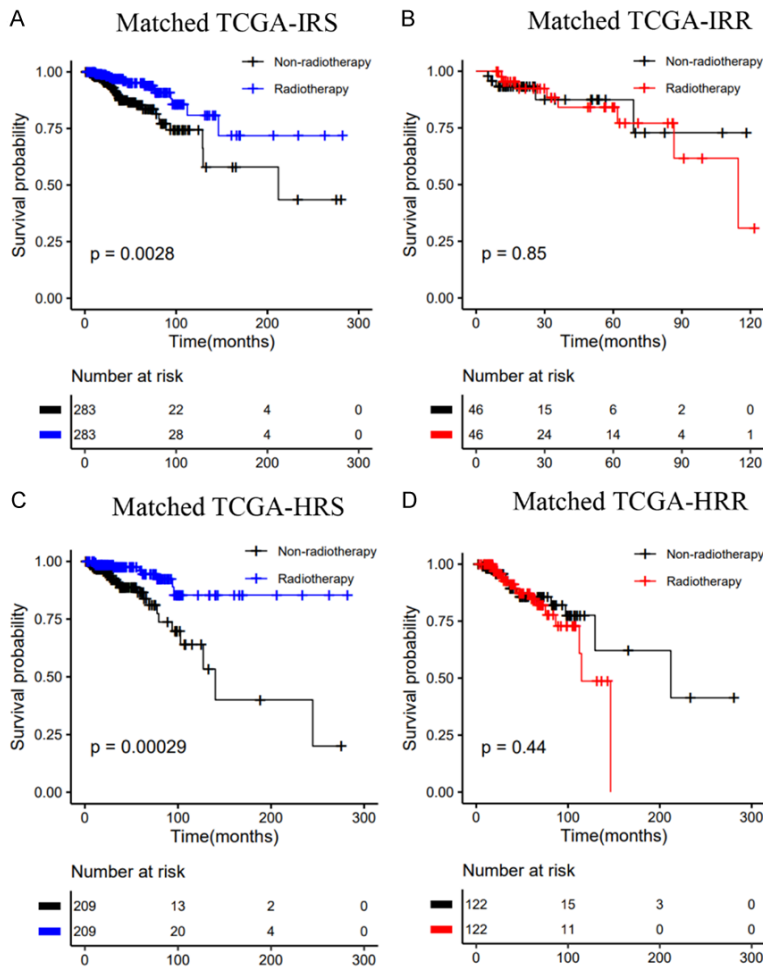 A
Matched TCGA-IRS
Non-radiotherapy
Radiotherapy
Survival probability
1.00
0.75
0.50
0.25
0.00
p = 0.0028
0 100 200 300
Time(months)
Number at risk
283 22 4 0
283 28 4 0
0 100 200 300
B
Matched TCGA-IRR
Non-radiotherapy
Radiotherapy
Survival probability
1.00
0.75
0.50
0.25
0.00
p = 0.85
0 30 60 90 120
Time(months)
Number at risk
46 15 6 2 0
46 24 14 4 1
0 30 60 90 120
C
Matched TCGA-HRS
Non-radiotherapy
Radiotherapy
Survival probability
1.00
0.75
0.50
0.25
0.00
p = 0.00029
0 100 200 300
Time(months)
Number at risk
209 13 2 0
209 20 4 0
0 100 200 300
D
Matched TCGA-HRR
Non-radiotherapy
Radiotherapy
Survival probability
1.00
0.75
0.50
0.25
0.00
p = 0.44
0 100 200 300
Time(months)
Number at risk
122 15 3 0
122 11 0 0
0 100 200 300